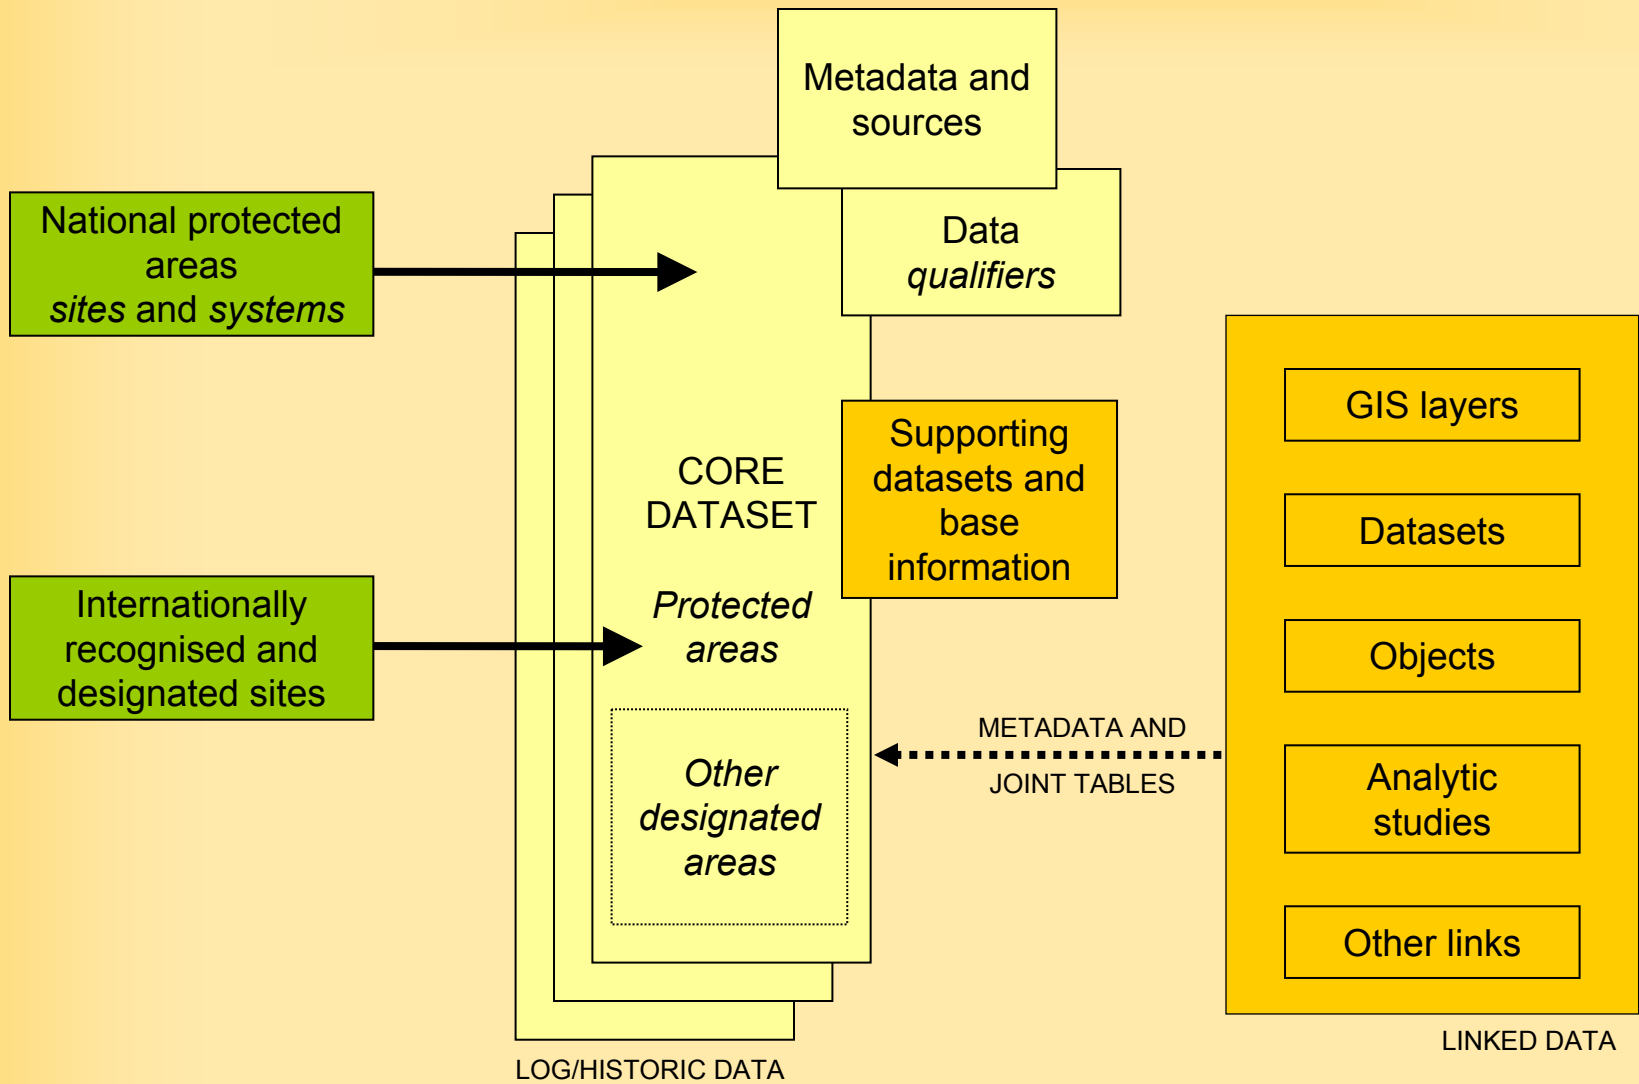 Metadata and
sources
Data
qualifiers
National protected
areas
sites and systems
Internationally
recognised and
designated sites
CORE
DATASET
Protected
areas
Other
designated
areas
Supporting
datasets and
base
information
METADATA AND
JOINT TABLES
GIS layers
Datasets
Objects
Analytic
studies
Other links
LINKED DATA
LOG/HISTORIC DATA